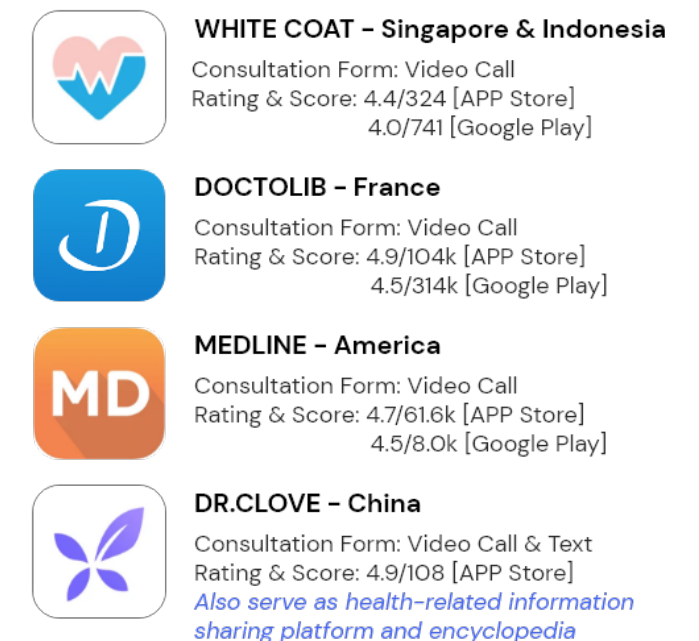 WHITE COAT – Singapore & Indonesia
Consultation Form: Video Call
Rating & Score: 4.4/324 [APP Store]
4.0/741 [Google Play]
DOCTOLIB – France
Consultation Form: Video Call
Rating & Score: 4.9/104k [APP Store]
4.5/314k [Google Play]
MEDLINE – America
MD
Consultation Form: Video Call
Rating & Score: 4.7/61.6k [APP Store]
4.5/8.0k [Google Play]
DR.CLOVE – China
Consultation Form: Video Call & Text
Rating & Score: 4.9/108 [APP Store]
Also serve as health-related information
sharing platform and encyclopedia